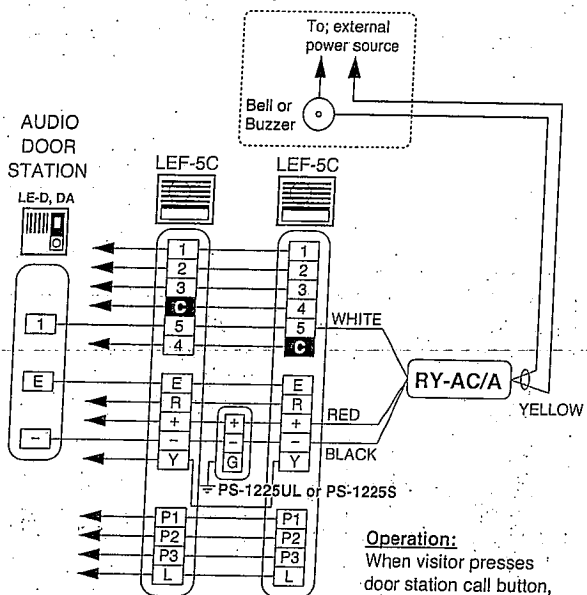 To; external
power source
Bell or
Buzzer
AUDIO
DOOR
STATION
LE-D, DA
LEF-5C
LEF-5C
1
2
3
C
5
4
E
R
+
−
Y
P1
P2
P3
L
1
2
3
4
5
C
E
R
+
−
Y
P1
P2
P3
L
1
E
−
+
−
G
WHITE
RED
BLACK
RY-AC/A
YELLOW
PS-1225UL or PS-1225S
Operation:
When visitor presses
door station call button,